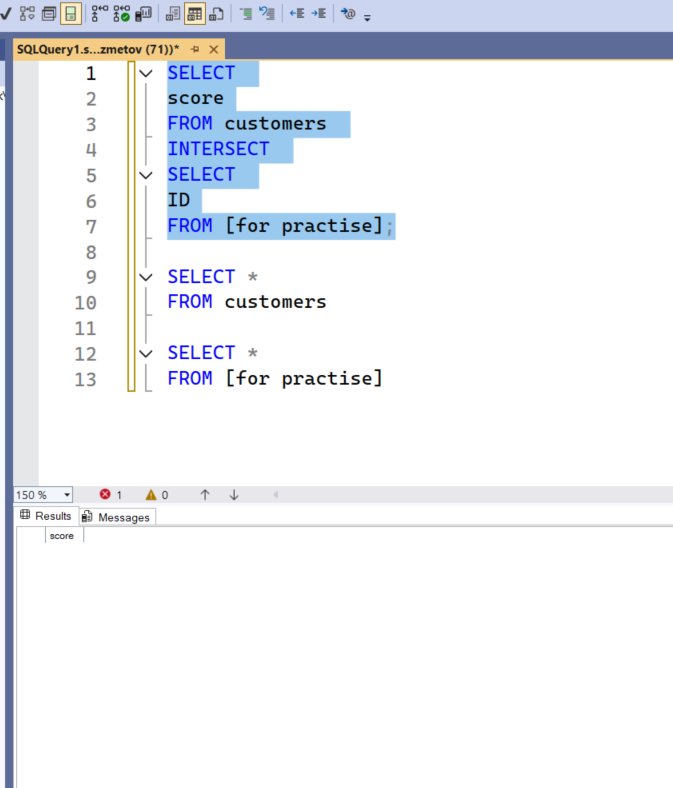 SQLQuery1.s...zmetov (71))*
1 SELECT
2 score
3 FROM customers
4 INTERSECT
5 SELECT
6 ID
7 FROM [for practise];
8
9 SELECT *
10 FROM customers
11
12 SELECT *
13 FROM [for practise]
150 % 1 0
Results Messages
score